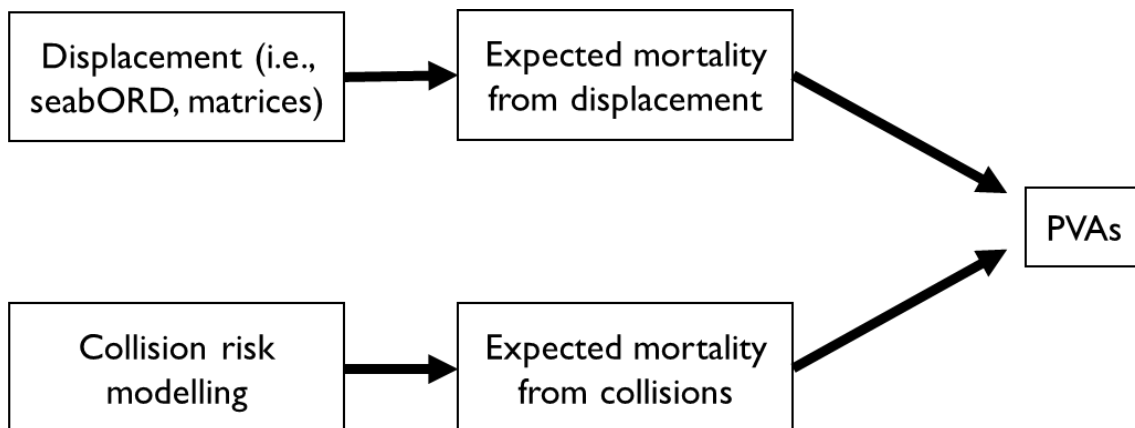 Displacement (i.e.,
seabORD, matrices)
Expected mortality
from displacement
PVAs
Collision risk
modelling
Expected mortality
from collisions